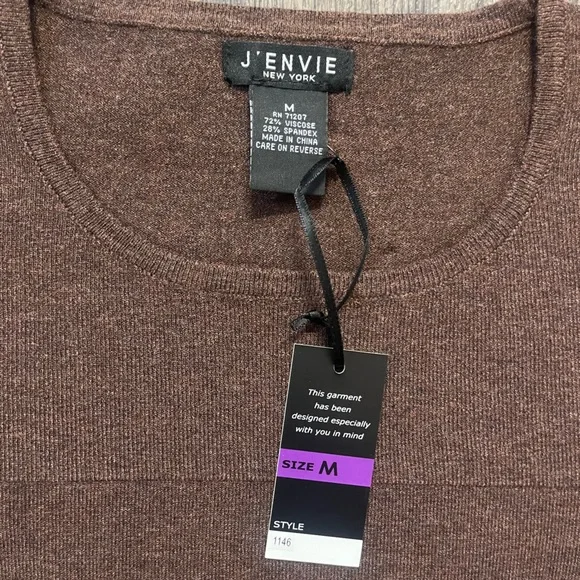 J'ENVIE
NEW YORK
M
RN 71207
72% VISCOSE
28% SPANDEX
MADE IN CHINA
CARE ON REVERSE
This garment
has been
designed especially
with you in mind
SIZE M
STYLE
1146